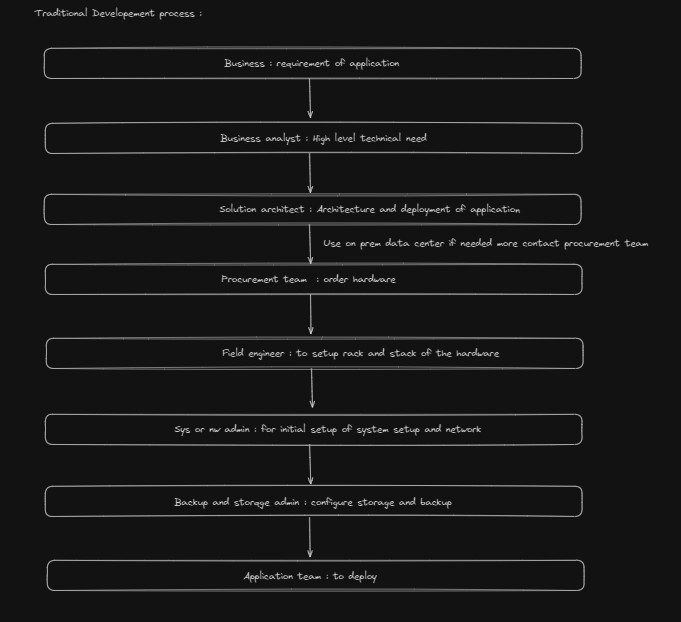 Traditional Developement process :
Business : requirement of application
Business analyst : High level technical need
Solution architect : Architecture and deployment of application
Use on prem data center if needed more contact procurement team
Procurement team : order hardware
Field engineer : to setup rack and stack of the hardware
Sys or nw admin : for initial setup of system setup and network
Backup and storage admin : configure storage and backup
Application team : to deploy